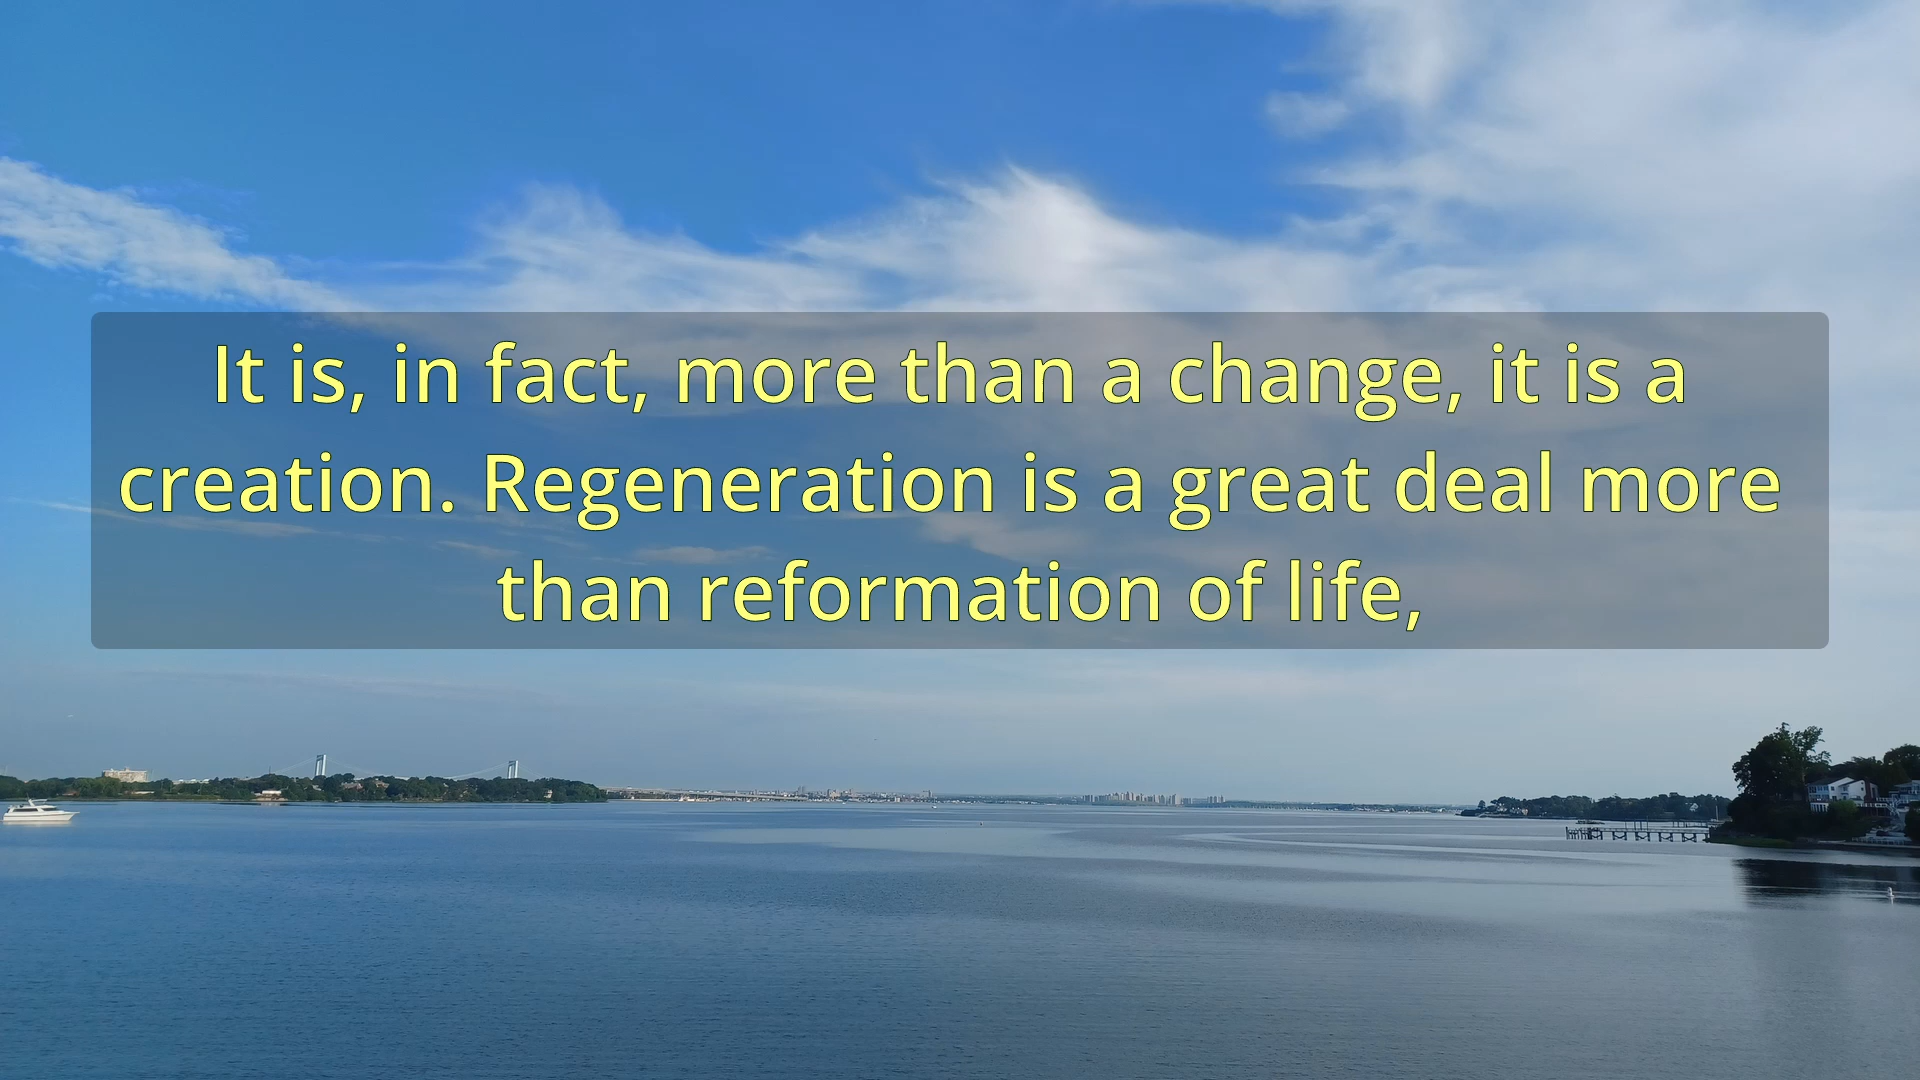 It is, in fact, more than a change, it is a
creation. Regeneration is a great deal more
than reformation of life,